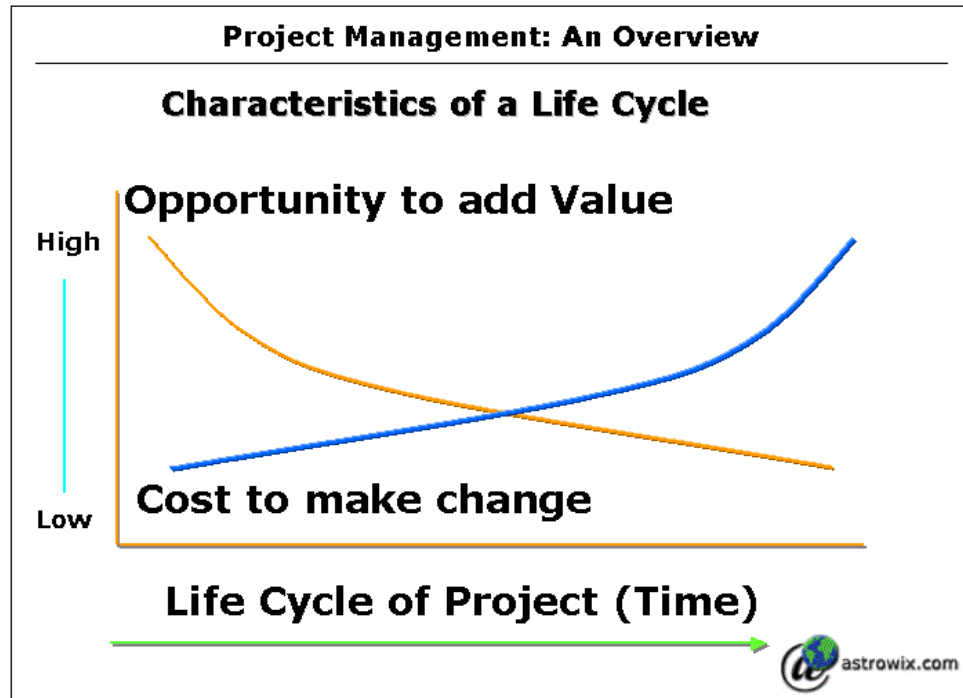 Project Management: An Overview
Characteristics of a Life Cycle
Opportunity to add Value
High
Low
Cost to make change
Life Cycle of Project (Time)
astrowix.com